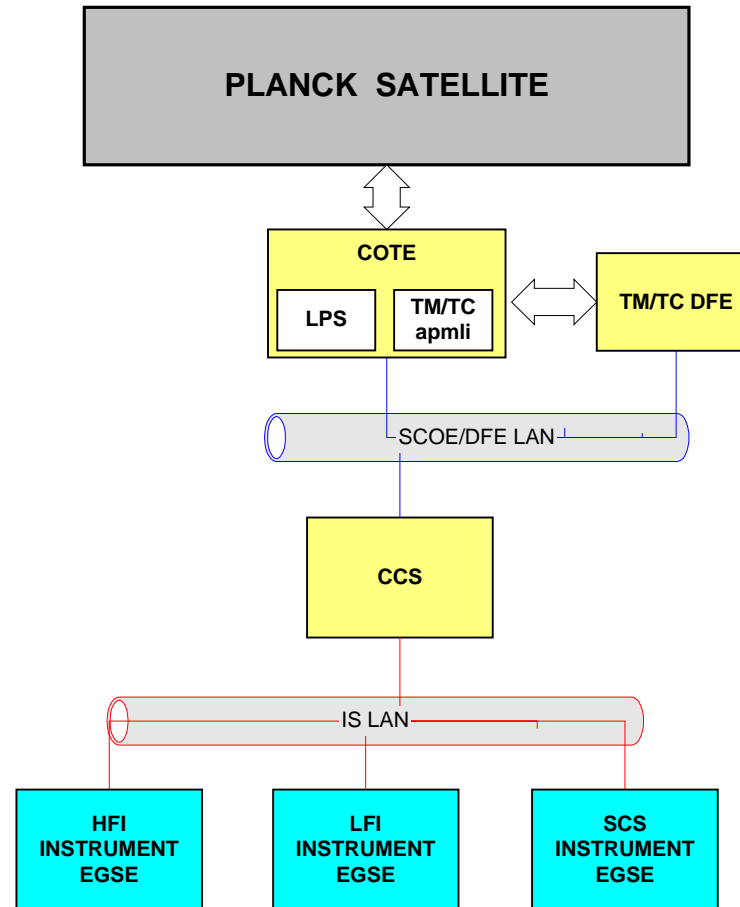 PLANCK SATELLITE
COTE
LPS
TM/TC
apmli
TM/TC DFE
SCOE/DFE LAN
CCS
IS LAN
HFI
INSTRUMENT
EGSE
LFI
INSTRUMENT
EGSE
SCS
INSTRUMENT
EGSE